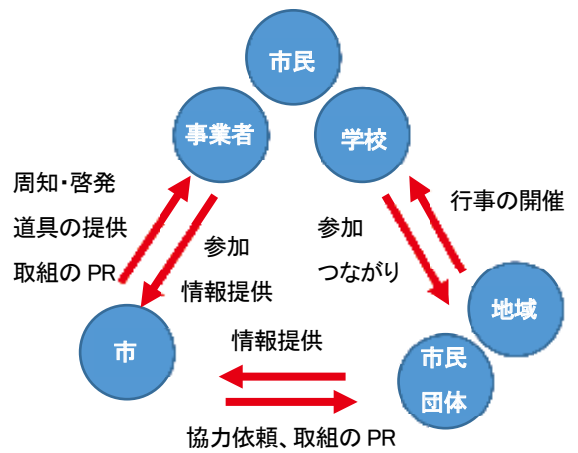 市民
事業者
学校
周知・啓発
道具の提供
取組の PR
参加
情報提供
参加
つながり
行事の開催
地域
市
市民
団体
情報提供
協力依頼、取組の PR